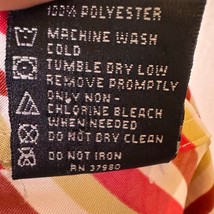 100% POLYESTER
MACHINE WASH
COLD
TUMBLE DRY LOW
REMOVE PROMPTLY
ONLY NON-
CHLORINE BLEACH
WHEN NEEDED
DO NOT DRY CLEAN
DO NOT IRON
RN 37980